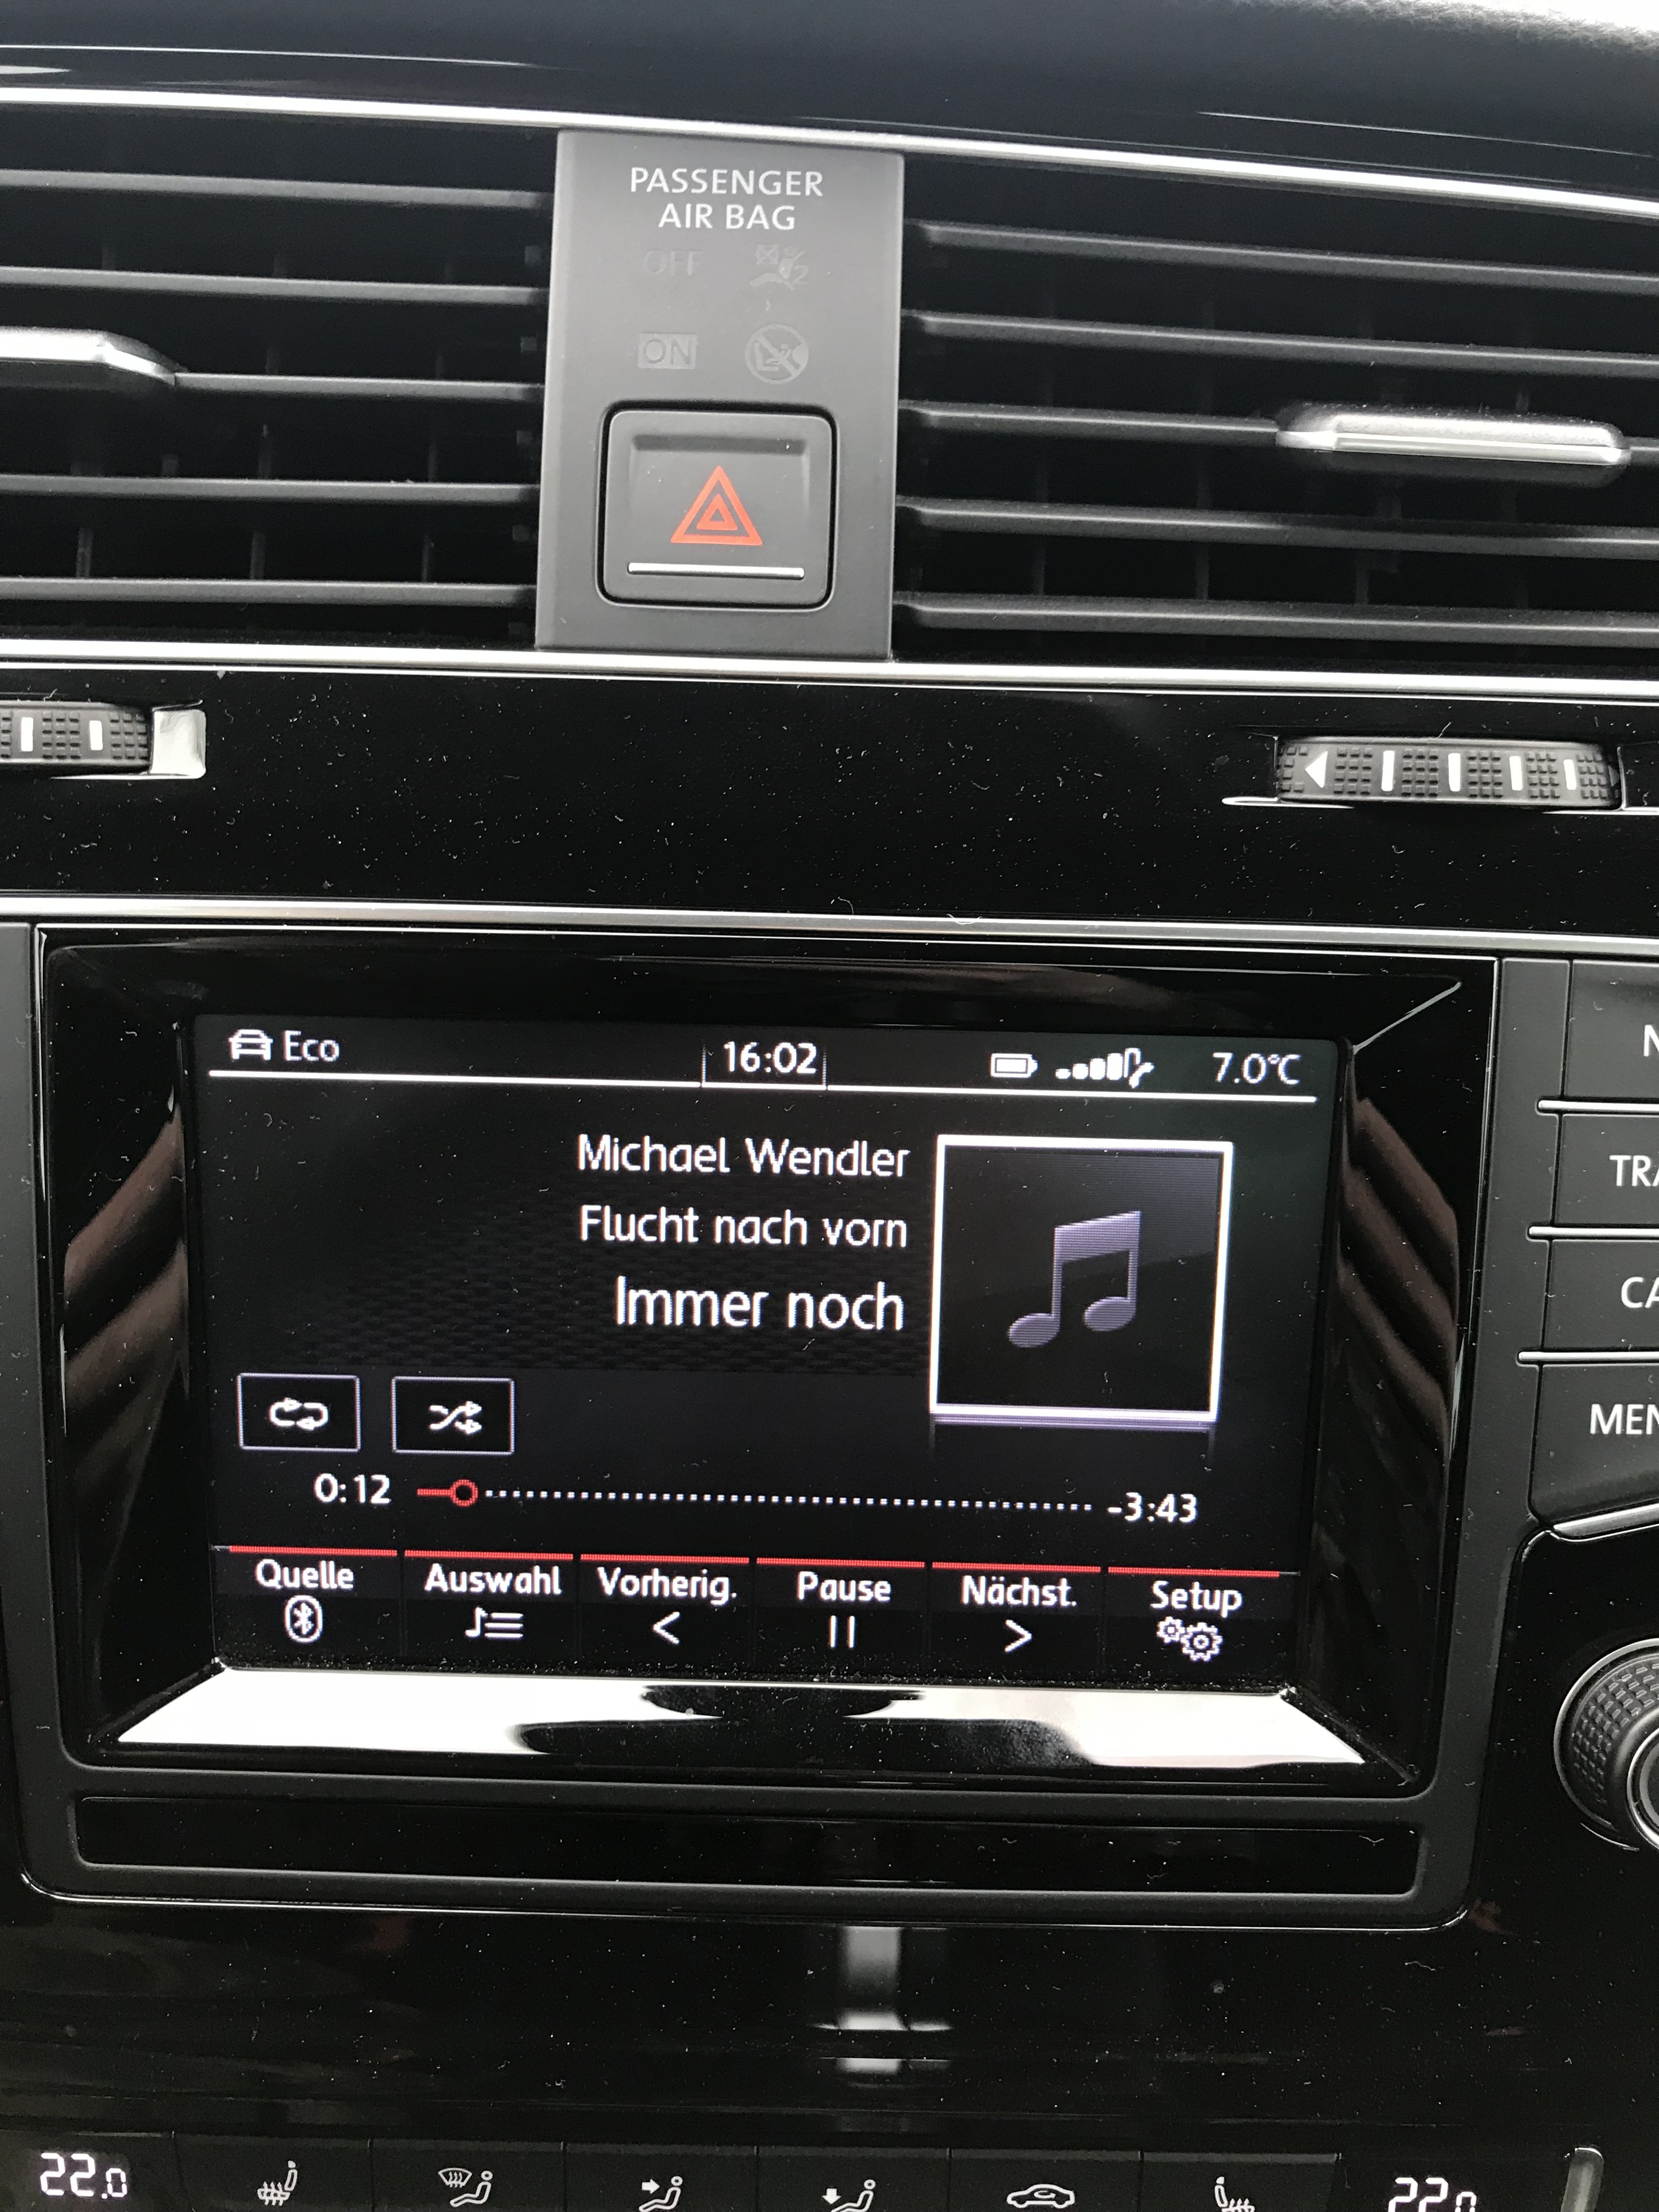 PASSENGER
AIR BAG
OFF
ON
Eco 16:02 7.0°C
Michael Wendler
Flucht nach vorn
Immer noch
0:12 -3:43
Quelle Auswahl Vorherig. Pause Nächst. Setup
22.0 22.0